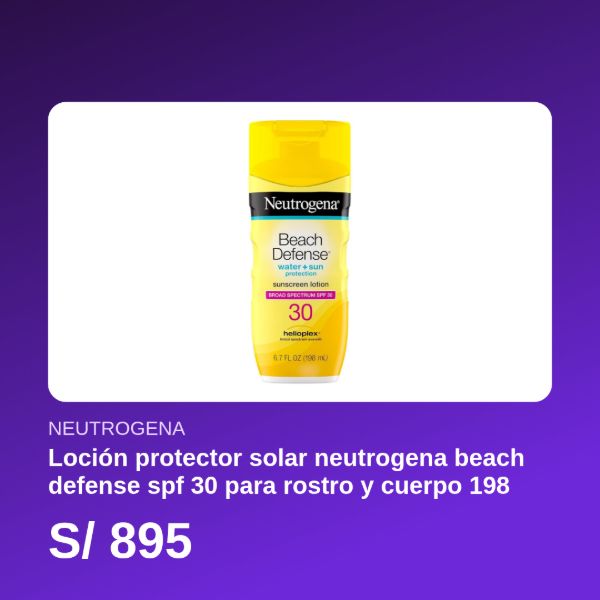 Neutrogena®
Beach
Defense®
water + sun
protection
sunscreen lotion
BROAD SPECTRUM SPF 30
30
helioplex®
6.7 FL OZ (198 mL)
NEUTROGENA
Loción protector solar neutrogena beach
defense spf 30 para rostro y cuerpo 198
S/ 895